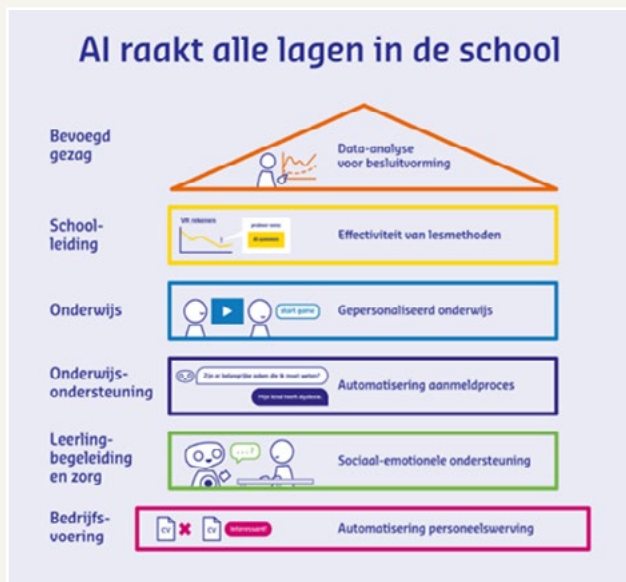 AI raakt alle lagen in de school
Bevoegd
gezag
Data-analyse
voor besluitvorming
School-
leiding
VR rekenen
probeer eens:
Effectiviteit van lesmethoden
Onderwijs
start game
Gepersonaliseerd onderwijs
Onderwijs-
ondersteuning
Zijn er belangrijke zaken die ik moet weten?
Mijn kind heeft dyslexie.
Automatisering aanmeldproces
Leerling-
begeleiding
en zorg
...?
Sociaal-emotionele ondersteuning
Bedrijfs-
voering
CV
CV
Interessant!
Automatisering personeelswerving